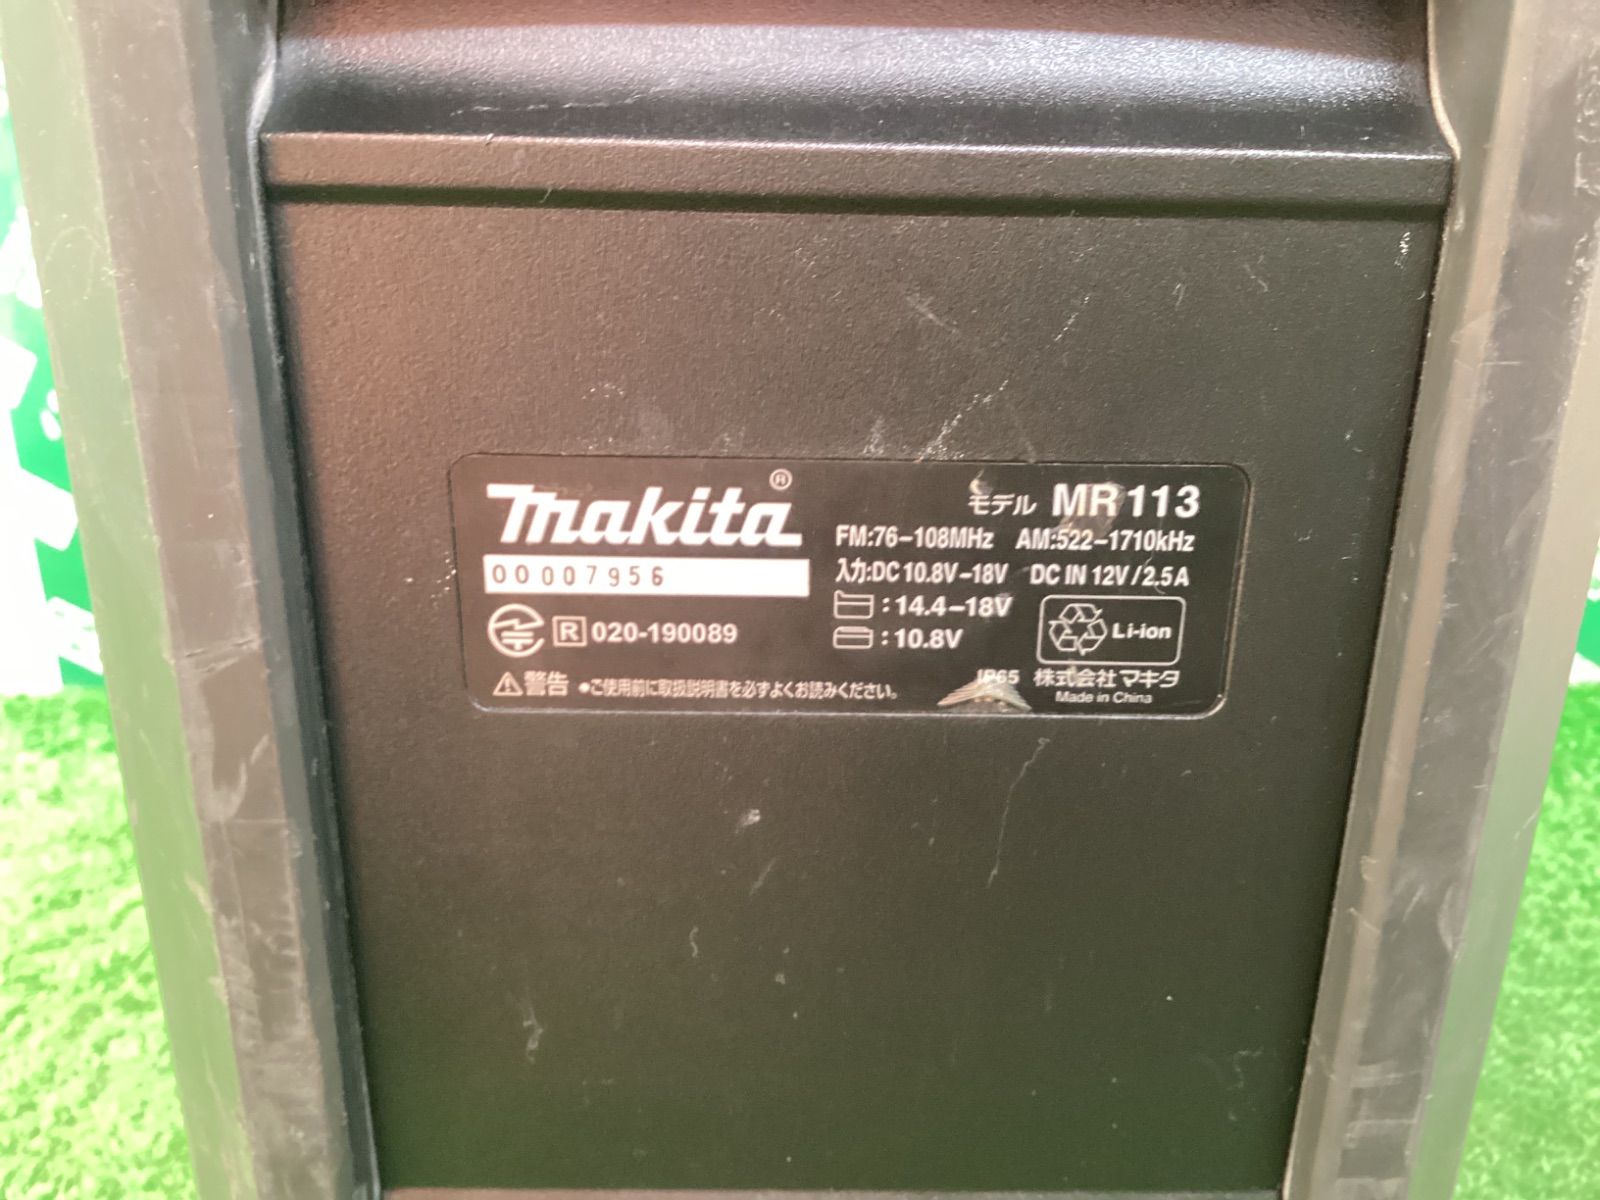 makita®
モデル MR113
FM:76-108MHz AM:522-1710kHz
00007956
入力:DC10.8V-18V DC IN 12V/2.5A
:14.4-18V
R 020-190089
:10.8V
Li-ion
警告 ●ご使用前に取扱説明書を必ずよくお読みください。
IP65 株式会社マキタ
Made in China